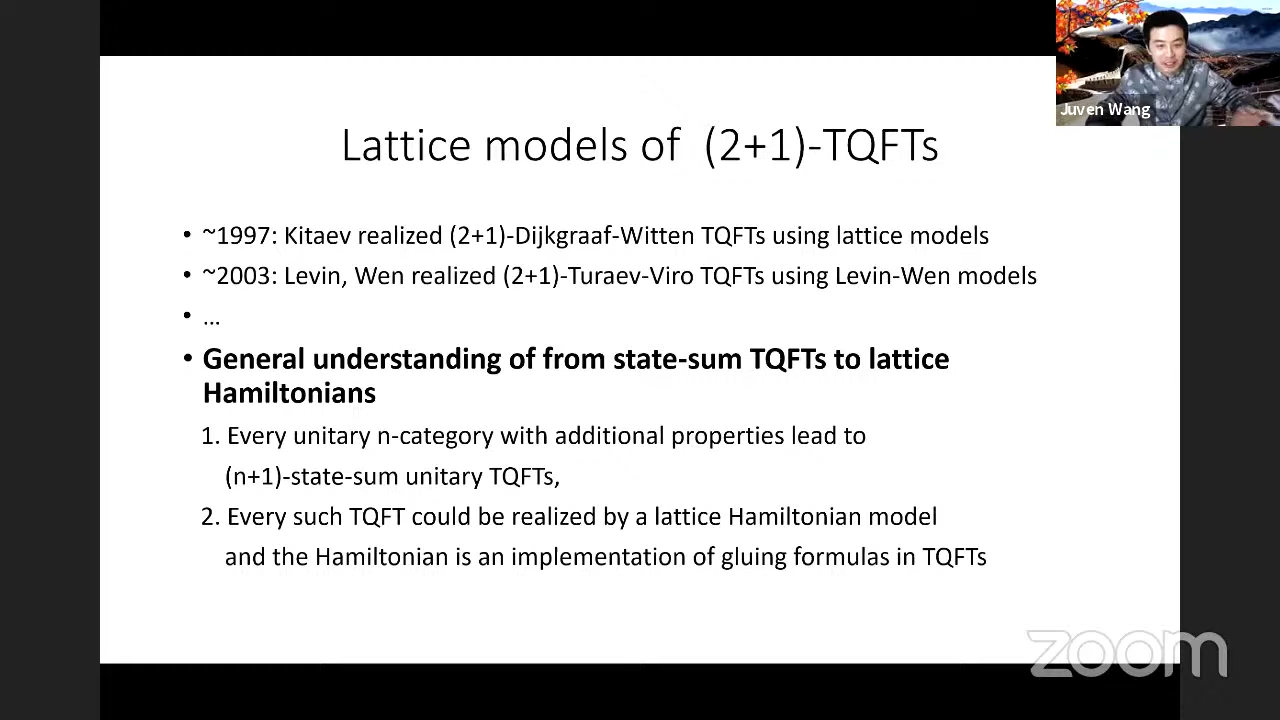 Juven Wang
Lattice models of (2+1)-TQFTs
• ~1997: Kitaev realized (2+1)-Dijkgraaf-Witten TQFTs using lattice models
• ~2003: Levin, Wen realized (2+1)-Turaev-Viro TQFTs using Levin-Wen models
• ...
• General understanding of from state-sum TQFTs to lattice
Hamiltonians
1. Every unitary n-category with additional properties lead to
(n+1)-state-sum unitary TQFTs,
2. Every such TQFT could be realized by a lattice Hamiltonian model
and the Hamiltonian is an implementation of gluing formulas in TQFTs
zoom